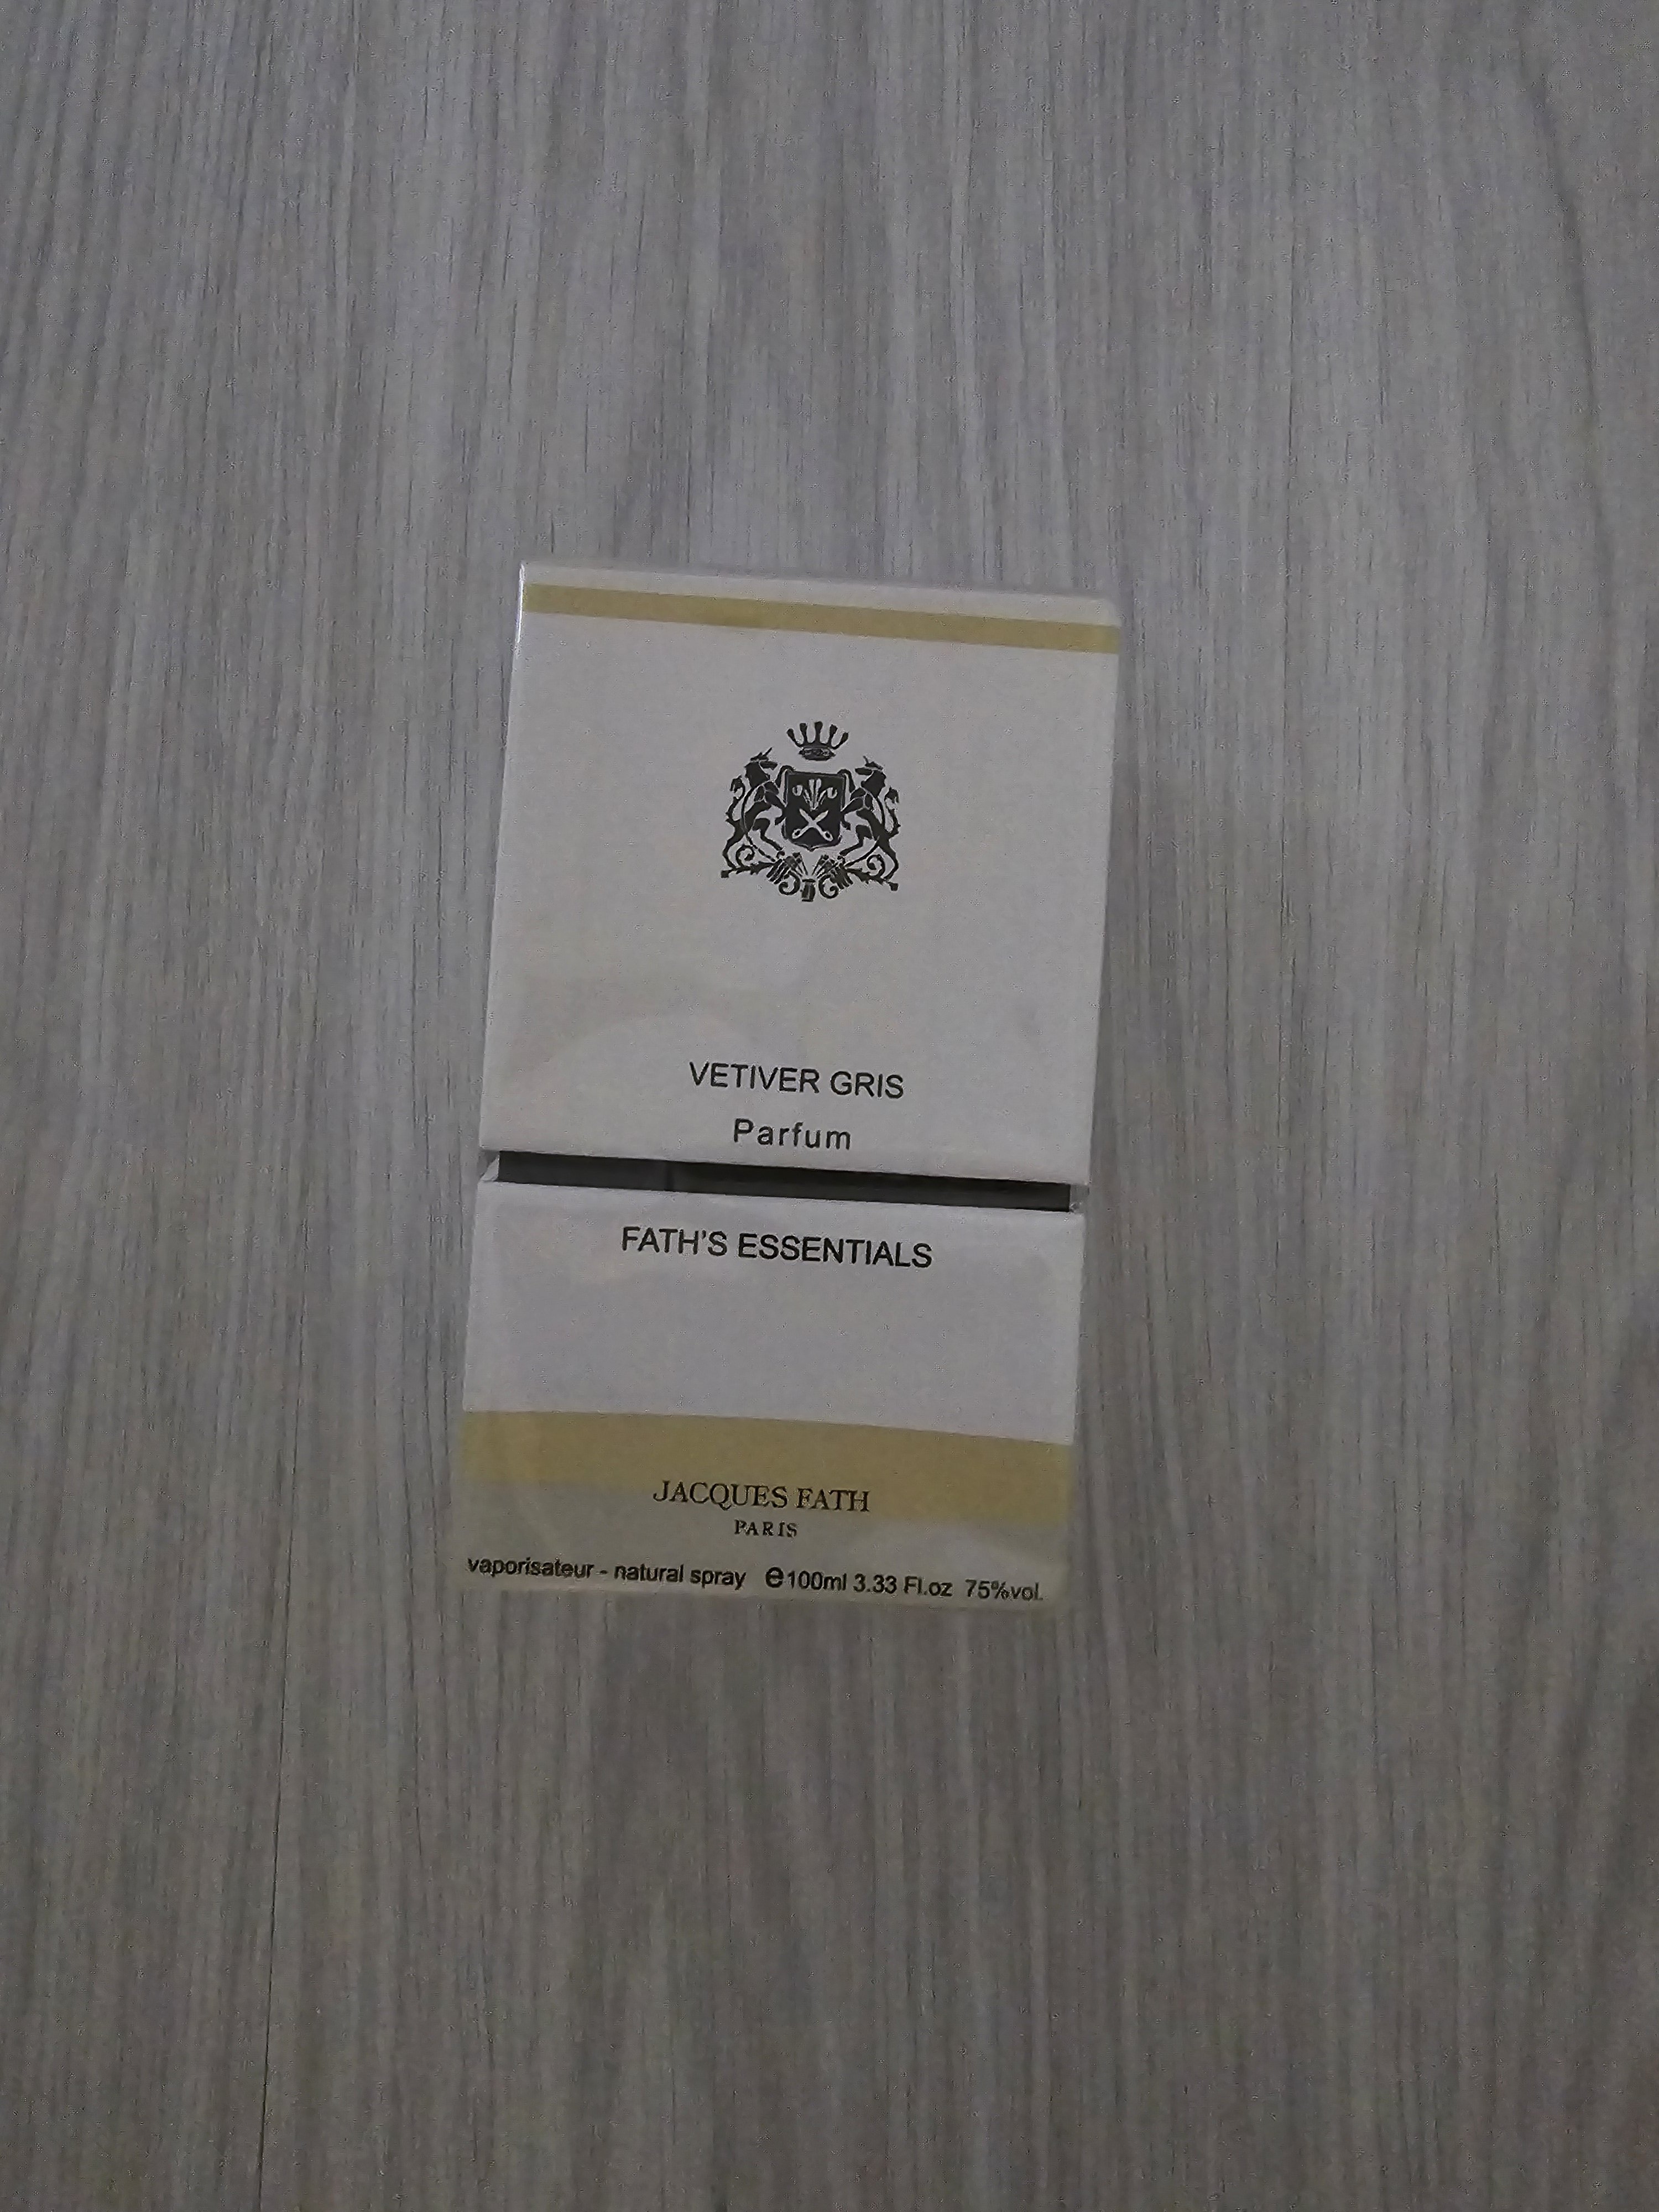 VETIVER GRIS
Parfum
FATH'S ESSENTIALS
JACQUES FATH
PARIS
vaporisateur - natural spray ℮100ml 3.33 Fl.oz 75%vol.